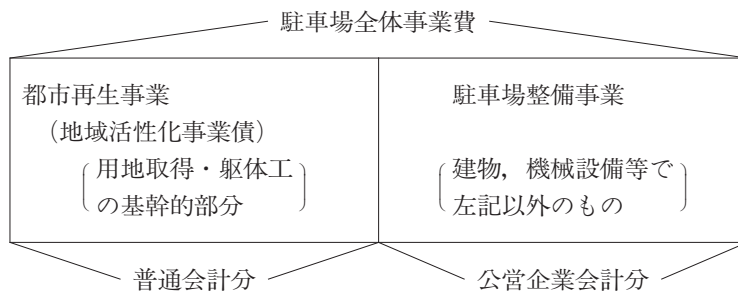 駐車場全体事業費
都市再生事業
（地域活性化事業債）
用地取得・躯体工
の基幹的部分
駐車場整備事業
建物，機械設備等で
左記以外のもの
普通会計分
公営企業会計分